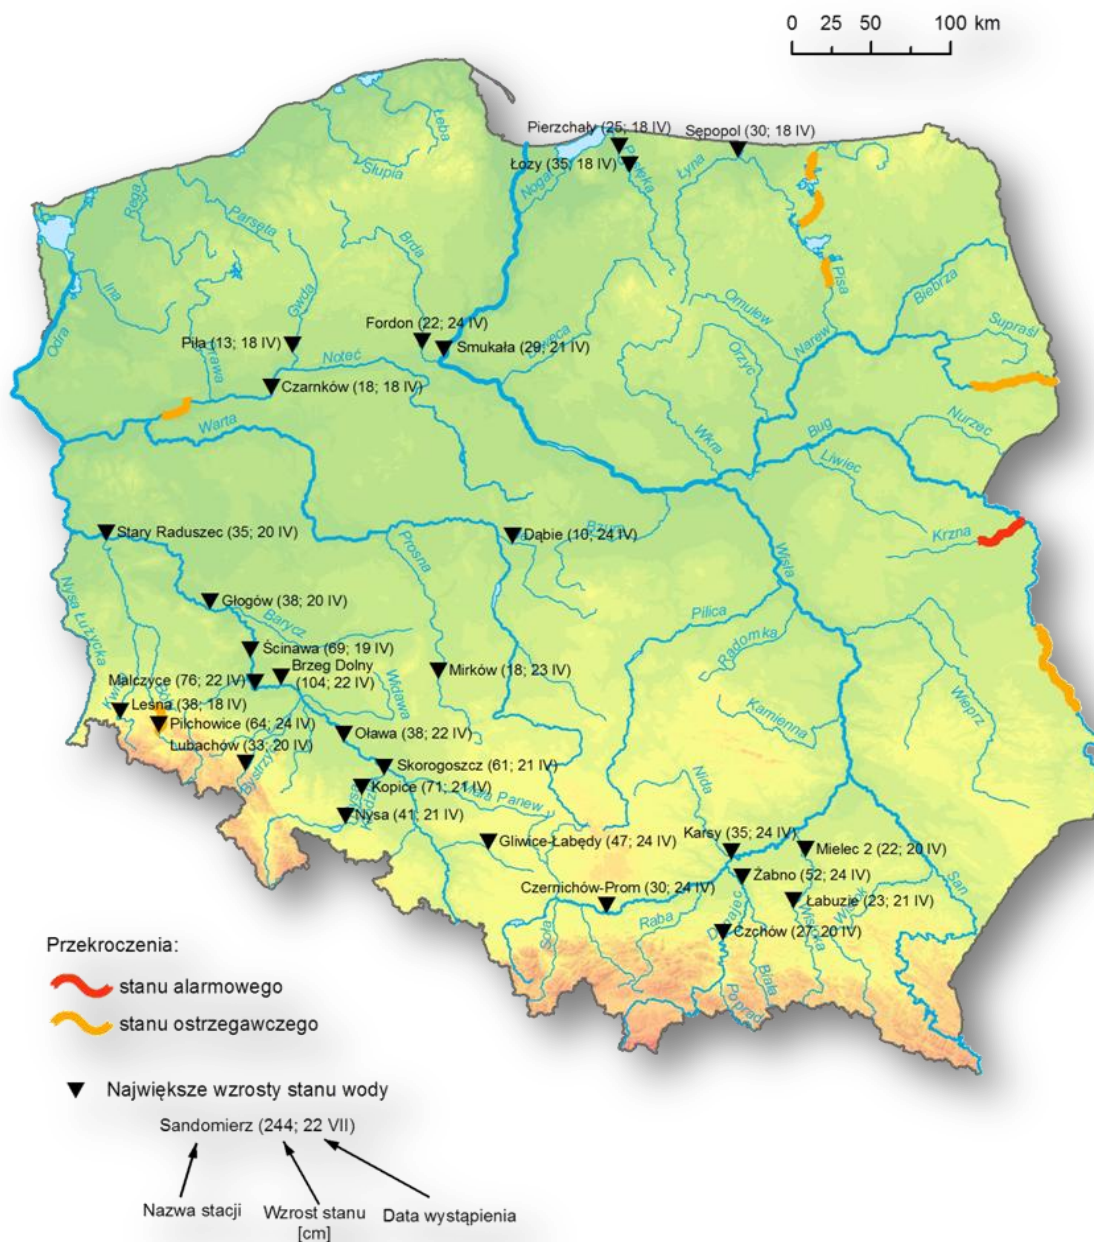 0 25 50 100 km
Pierzchały (25; 18 IV)
Sępopol (30; 18 IV)
Łozy (35, 18 IV)
Łeba
Słupia
Nogat
Łyna
Rega
Parsęta
Brda
Gwda
Ina
Odra
Pisa
Biebrza
Supraśl
Omulew
Orzyc
Narew
Fordon (22; 24 IV)
Piła (13; 18 IV)
Smukała (29; 21 IV)
Noteć
Czarnków (18; 18 IV)
Warta
Wkra
Bug
Nurzec
Liwiec
Krzna
Stary Raduszec (35; 20 IV)
Dąbie (10; 24 IV)
Bzura
Prosna
Wisła
Nysa Łużycka
Głogów (38; 20 IV)
Barycz
Pilica
Radomka
Ścinawa (69; 19 IV)
Brzeg Dolny
(104; 22 IV)
Mirków (18; 23 IV)
Malczyce (76; 22 IV)
Widawa
Wieprz
Leśna (38; 18 IV)
Kamienna
Pilchowice (64; 24 IV)
Oława (38; 22 IV)
Lubachów (33; 20 IV)
Bystrzyca
Skorogoszcz (61; 21 IV)
Kopice (71; 21 IV)
Mała Panew
Nida
Nysa (41; 21 IV)
Gliwice-Łabędy (47; 24 IV)
Karsy (35; 24 IV)
Mielec 2 (22; 20 IV)
Żabno (52; 24 IV)
San
Czernichów-Prom (30; 24 IV)
Łabuzie (23; 21 IV)
Wisłok
Raba
Dunajec
Wisłoka
Soła
Czchów (27; 20 IV)
Biała
Poprad
Przekroczenia:
stanu alarmowego
stanu ostrzegawczego
Największe wzrosty stanu wody
Sandomierz (244; 22 VII)
Nazwa stacji
Wzrost stanu
[cm]
Data wystąpienia